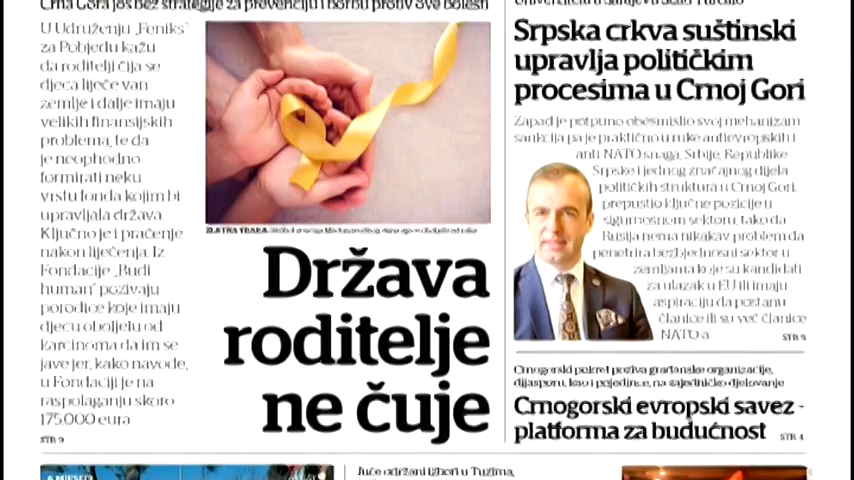 Crna Gora još bez strategije za prevenciju i borbu protiv ove bolesti
U Udruženju „Feniks“
za Pobjedu kažu
da roditelji čija se
djeca liječe van
zemlje i dalje imaju
velikih finansijskih
problema, te da
je neophodno
formirati neku
vrstu fonda kojim bi
upravljala država.
Ključno je i praćenje
nakon liječenja. Iz
Fondacije „Budi
human“ pozivaju
porodice koje imaju
djecu oboljelu od
karcinoma da im se
jave jer, kako navode,
u Fondaciji je na
raspolaganju skoro
175.000 eura
STR 9
ZLATNA
Država
roditelje
ne čuje
Srpska crkva suštinski
upravlja političkim
procesima u Crnoj Gori
Zapad je potpuno obesmislio svoj mehanizam
sankcija pa je praktično u ruke antievropskih i
anti NATO snaga, Srbije, Republike
Srpske i jednog značajnog dijela
političkih struktura u Crnoj Gori,
prepustio ključne pozicije u
sigurnosnom sektoru, tako da
Rusija nema nikakav problem da
penetrira bezbjednosni sektor u
zemljama koje su kandidati
za ulazak u EU ili imaju
aspiraciju da postanu
članice ili su već članice
NATO-a
STR 5
Crnogorski pokret poziva građanske organizacije,
dijasporu, kao i pojedince, na zajedničko djelovanje
Crnogorski evropski savez -
platforma za budućnost
STR 4
Juče održani izbori u Tuzima,